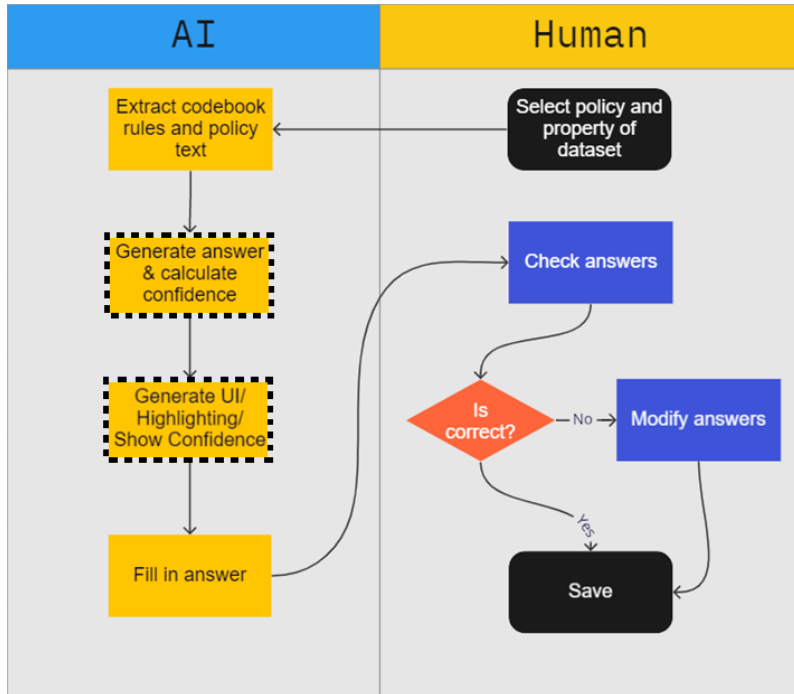 AI
Human
Extract codebook
rules and policy
text
Select policy and
property of
dataset
Generate answer
& calculate
confidence
Check answers
Generate UI/
Highlighting/
Show Confidence
Is
correct?
No
Modify answers
Yes
Fill in answer
Save